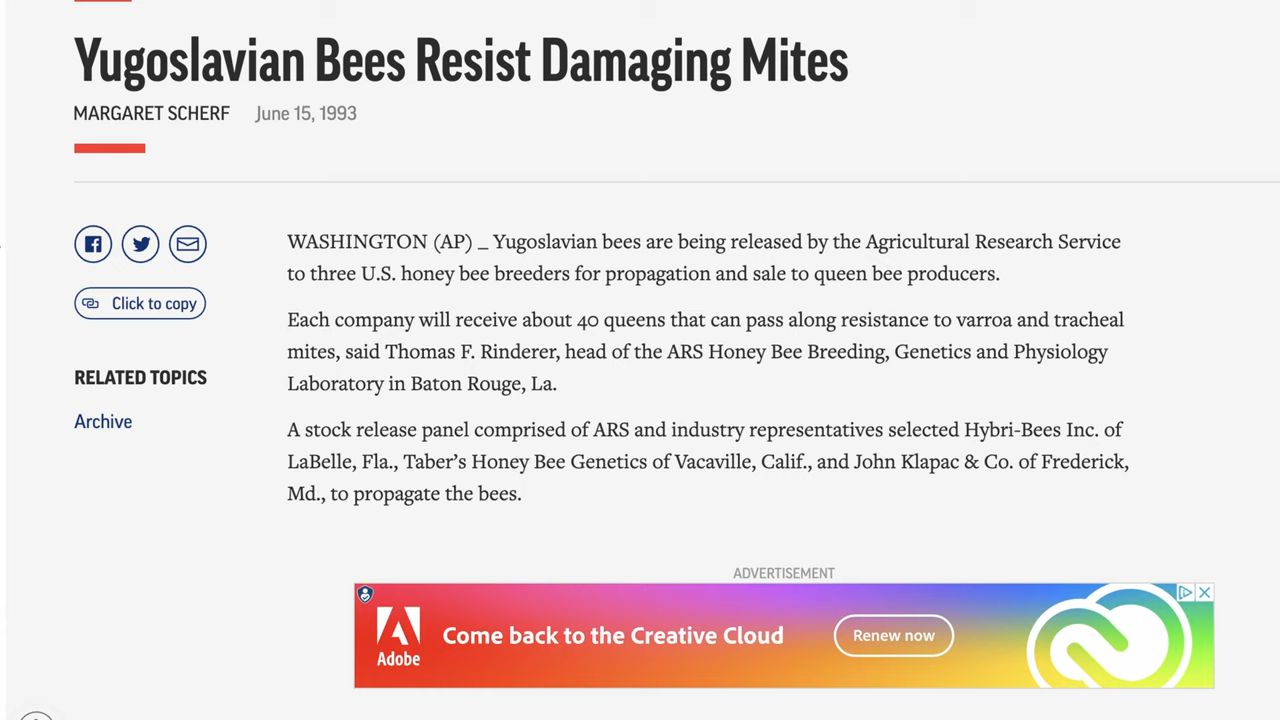 Yugoslavian Bees Resist Damaging Mites
MARGARET SCHERF June 15, 1993
Click to copy
RELATED TOPICS
Archive
WASHINGTON (AP) _ Yugoslavian bees are being released by the Agricultural Research Service
to three U.S. honey bee breeders for propagation and sale to queen bee producers.
Each company will receive about 40 queens that can pass along resistance to varroa and tracheal
mites, said Thomas F. Rinderer, head of the ARS Honey Bee Breeding, Genetics and Physiology
Laboratory in Baton Rouge, La.
A stock release panel comprised of ARS and industry representatives selected Hybri-Bees Inc. of
LaBelle, Fla., Taber’s Honey Bee Genetics of Vacaville, Calif., and John Klapac & Co. of Frederick,
Md., to propagate the bees.
ADVERTISEMENT
Adobe
Come back to the Creative Cloud
Renew now